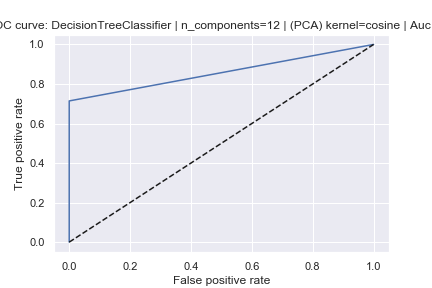 OC curve: DecisionTreeClassifier | n_components=12 | (PCA) kernel=cosine | Auc
1.0
0.8
0.6
0.4
0.2
0.0
True positive rate
0.0 0.2 0.4 0.6 0.8 1.0
False positive rate